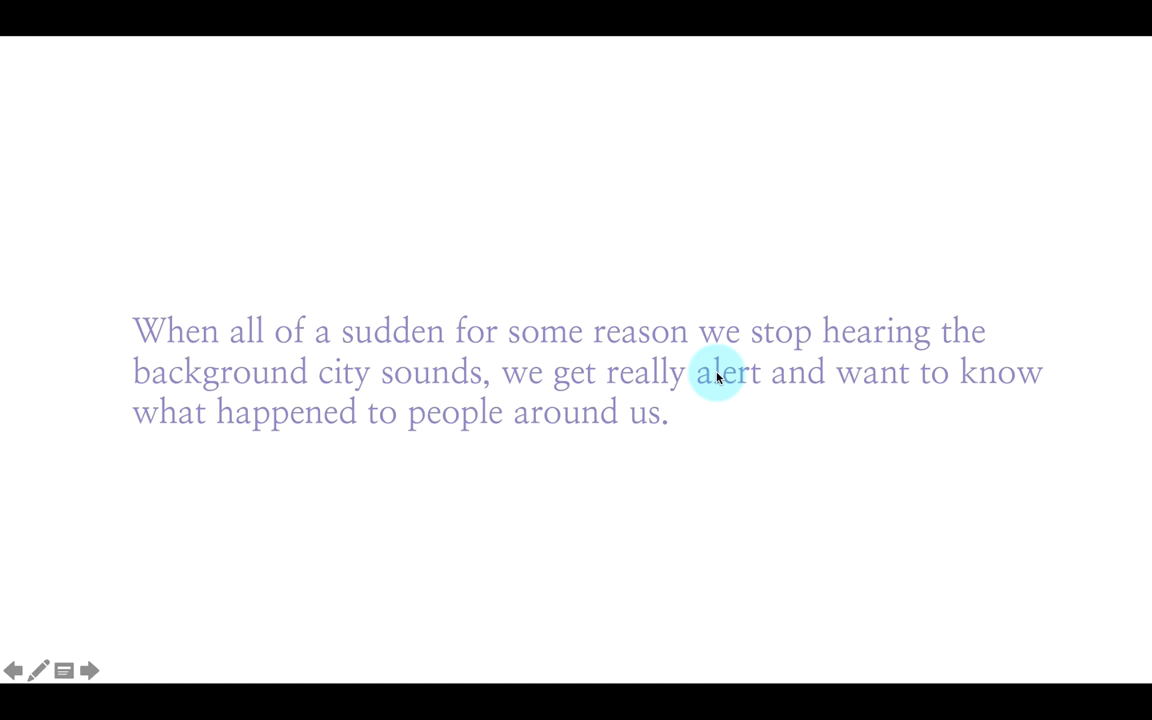 When all of a sudden for some reason we stop hearing the
background city sounds, we get really alert and want to know
what happened to people around us.